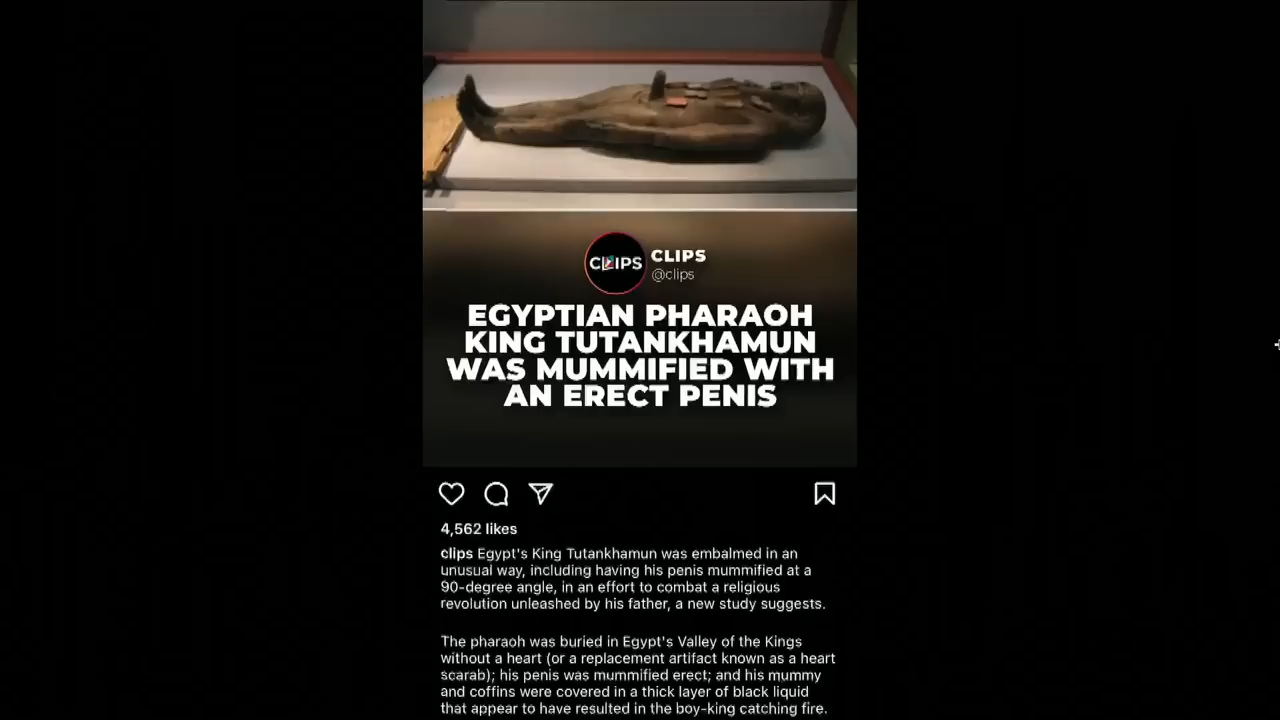 CLIPS
CLIPS
@clips
EGYPTIAN PHARAOH
KING TUTANKHAMUN
WAS MUMMIFIED WITH
AN ERECT PENIS
4,562 likes
clips Egypt's King Tutankhamun was embalmed in an
unusual way, including having his penis mummified at a
90-degree angle, in an effort to combat a religious
revolution unleashed by his father, a new study suggests.
The pharaoh was buried in Egypt's Valley of the Kings
without a heart (or a replacement artifact known as a heart
scarab); his penis was mummified erect; and his mummy
and coffins were covered in a thick layer of black liquid
that appear to have resulted in the boy-king catching fire.